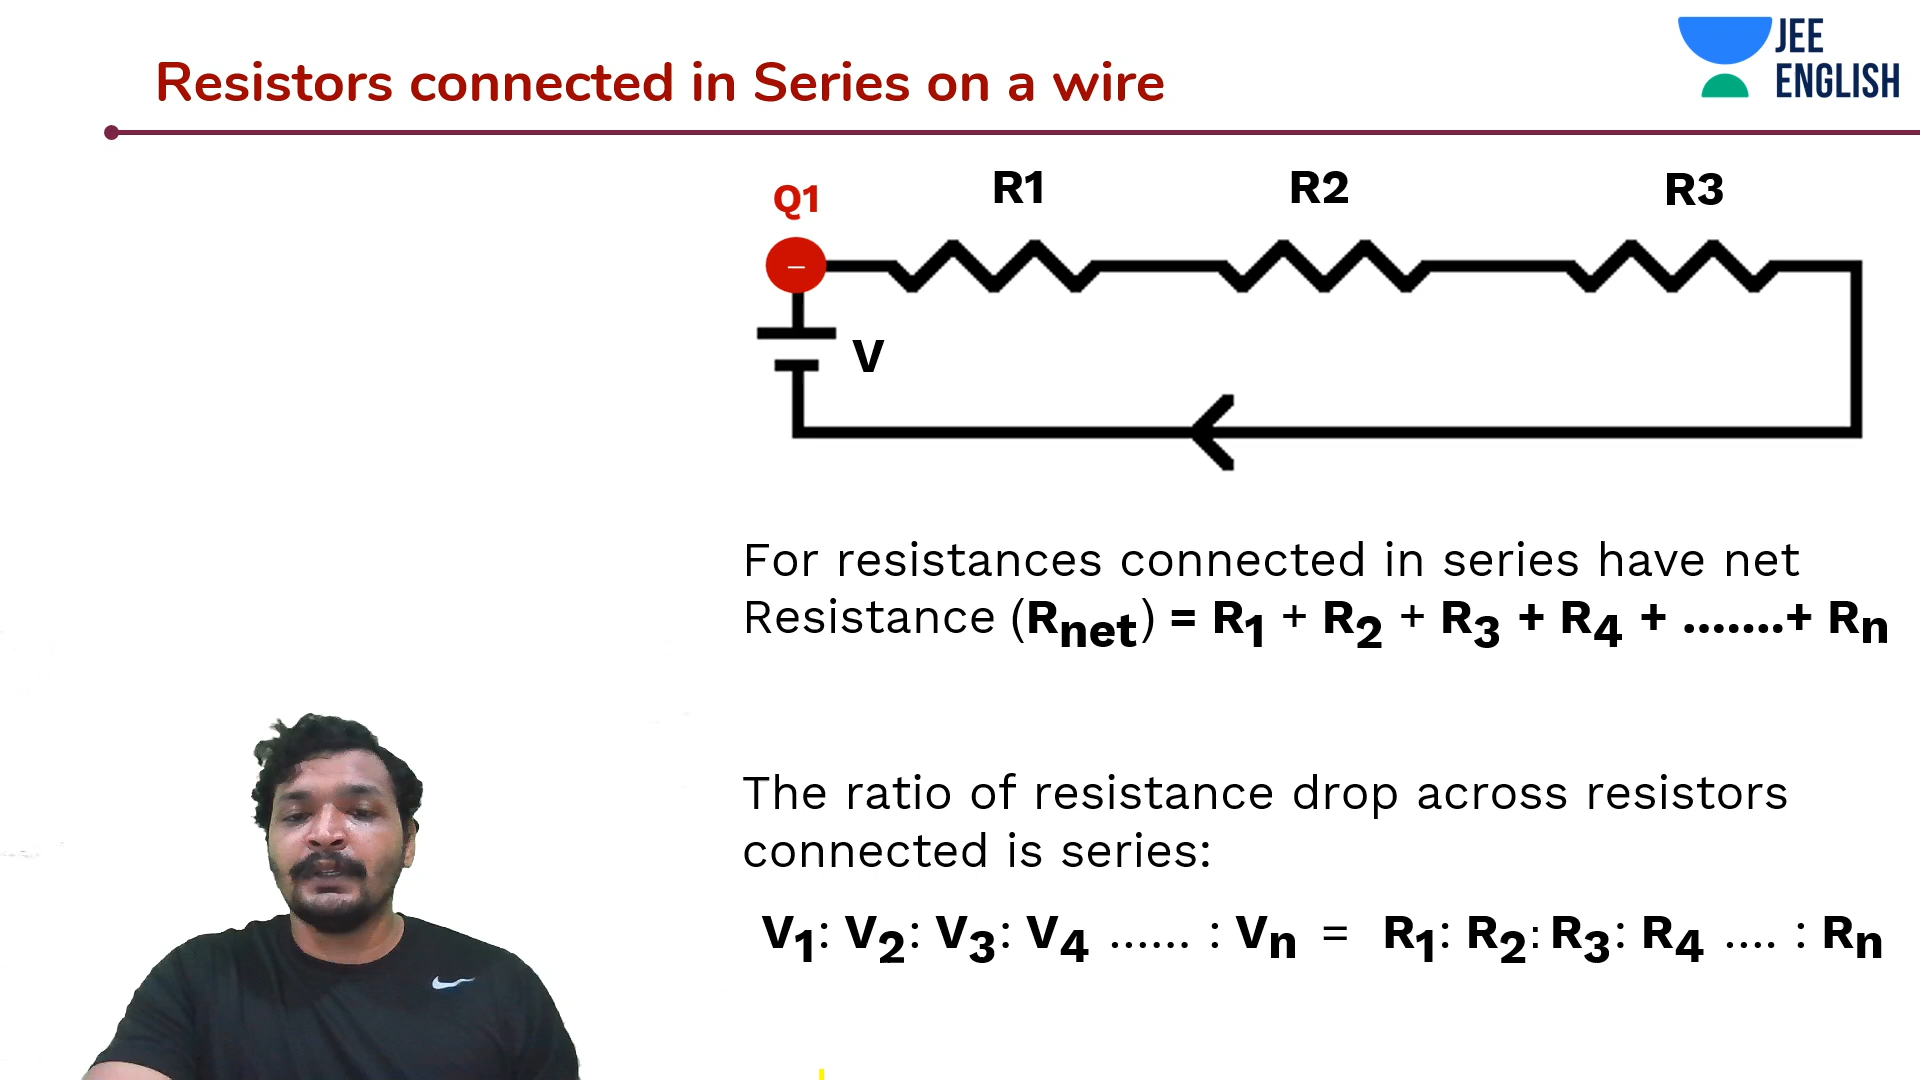 Resistors connected in Series on a wire
JEE
ENGLISH
Q1
R1
R2
R3
–
V
For resistances connected in series have net
Resistance (Rnet) = R1 + R2 + R3 + R4 + .......+ Rn
The ratio of resistance drop across resistors
connected is series:
V1: V2: V3: V4 ...... : Vn = R1: R2: R3: R4 .... : Rn